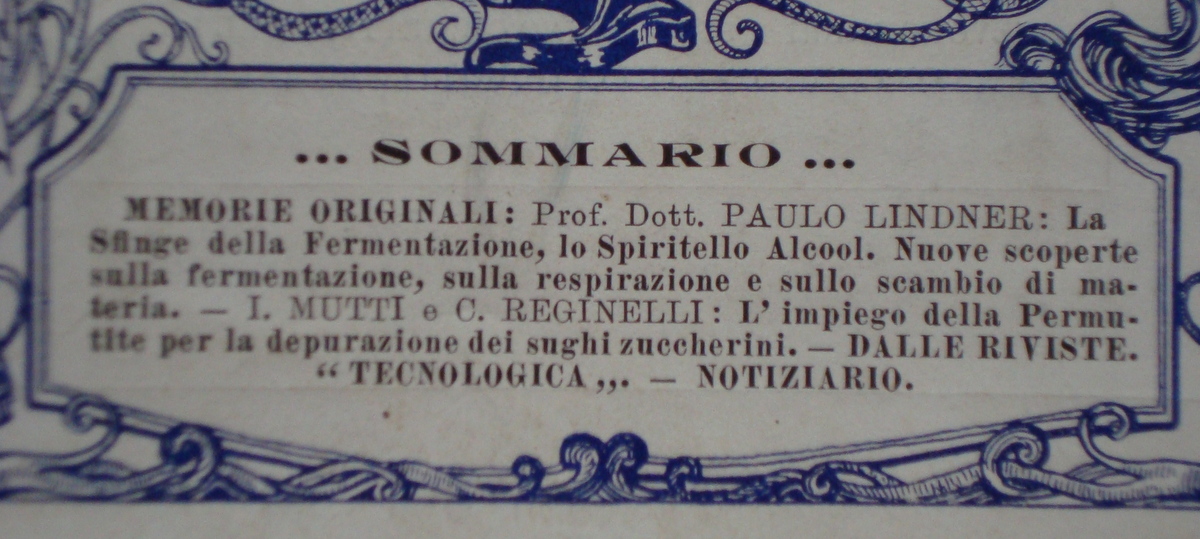 ... SOMMARIO ...
MEMORIE ORIGINALI: Prof. Dott. PAULO LINDNER: La
Sfinge della Fermentazione, lo Spiritello Alcool. Nuove scoperte
sulla fermentazione, sulla respirazione e sullo scambio di ma-
teria. — I. MUTTI e C. REGINELLI: L' impiego della Permu-
tite per la depurazione dei sughi zuccherini. — DALLE RIVISTE.
“ TECNOLOGICA „. — NOTIZIARIO.